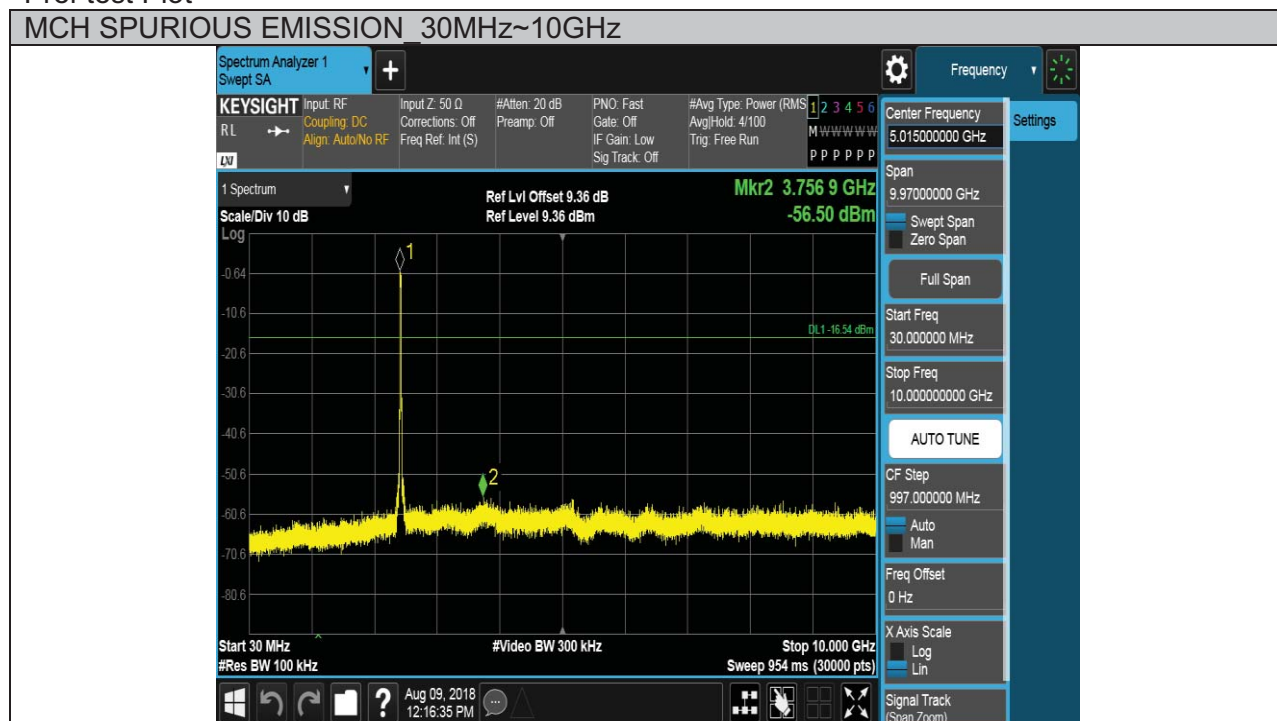 MCH SPURIOUS EMISSION_30MHz~10GHz
Spectrum Analyzer 1
Swept SA
+
Frequency
KEYSIGHT
RL
LXI
Input: RF
Coupling: DC
Align: Auto/No RF
Input Z: 50 Ω
Corrections: Off
Freq Ref: Int (S)
#Atten: 20 dB
Preamp: Off
PNO: Fast
Gate: Off
IF Gain: Low
Sig Track: Off
#Avg Type: Power (RMS
Avg|Hold: 4/100
Trig: Free Run
1 2 3 4 5 6
M W W W W W
P P P P P P
1 Spectrum
Scale/Div 10 dB
Log
Ref Lvl Offset 9.36 dB
Ref Level 9.36 dBm
Mkr2 3.756 9 GHz
-56.50 dBm
1
-0.64
-10.6
DL1 -16.54 dBm
-20.6
-30.6
-40.6
-50.6
2
-60.6
-70.6
-80.6
Start 30 MHz
#Video BW 300 kHz
Stop 10.000 GHz
#Res BW 100 kHz
Sweep 954 ms (30000 pts)
Aug 09, 2018
12:16:35 PM
?
Center Frequency
5.015000000 GHz
Settings
Span
9.97000000 GHz
Swept Span
Zero Span
Full Span
Start Freq
30.000000 MHz
Stop Freq
10.000000000 GHz
AUTO TUNE
CF Step
997.000000 MHz
Auto
Man
Freq Offset
0 Hz
X Axis Scale
Log
Lin
Signal Track
(Span Zoom)